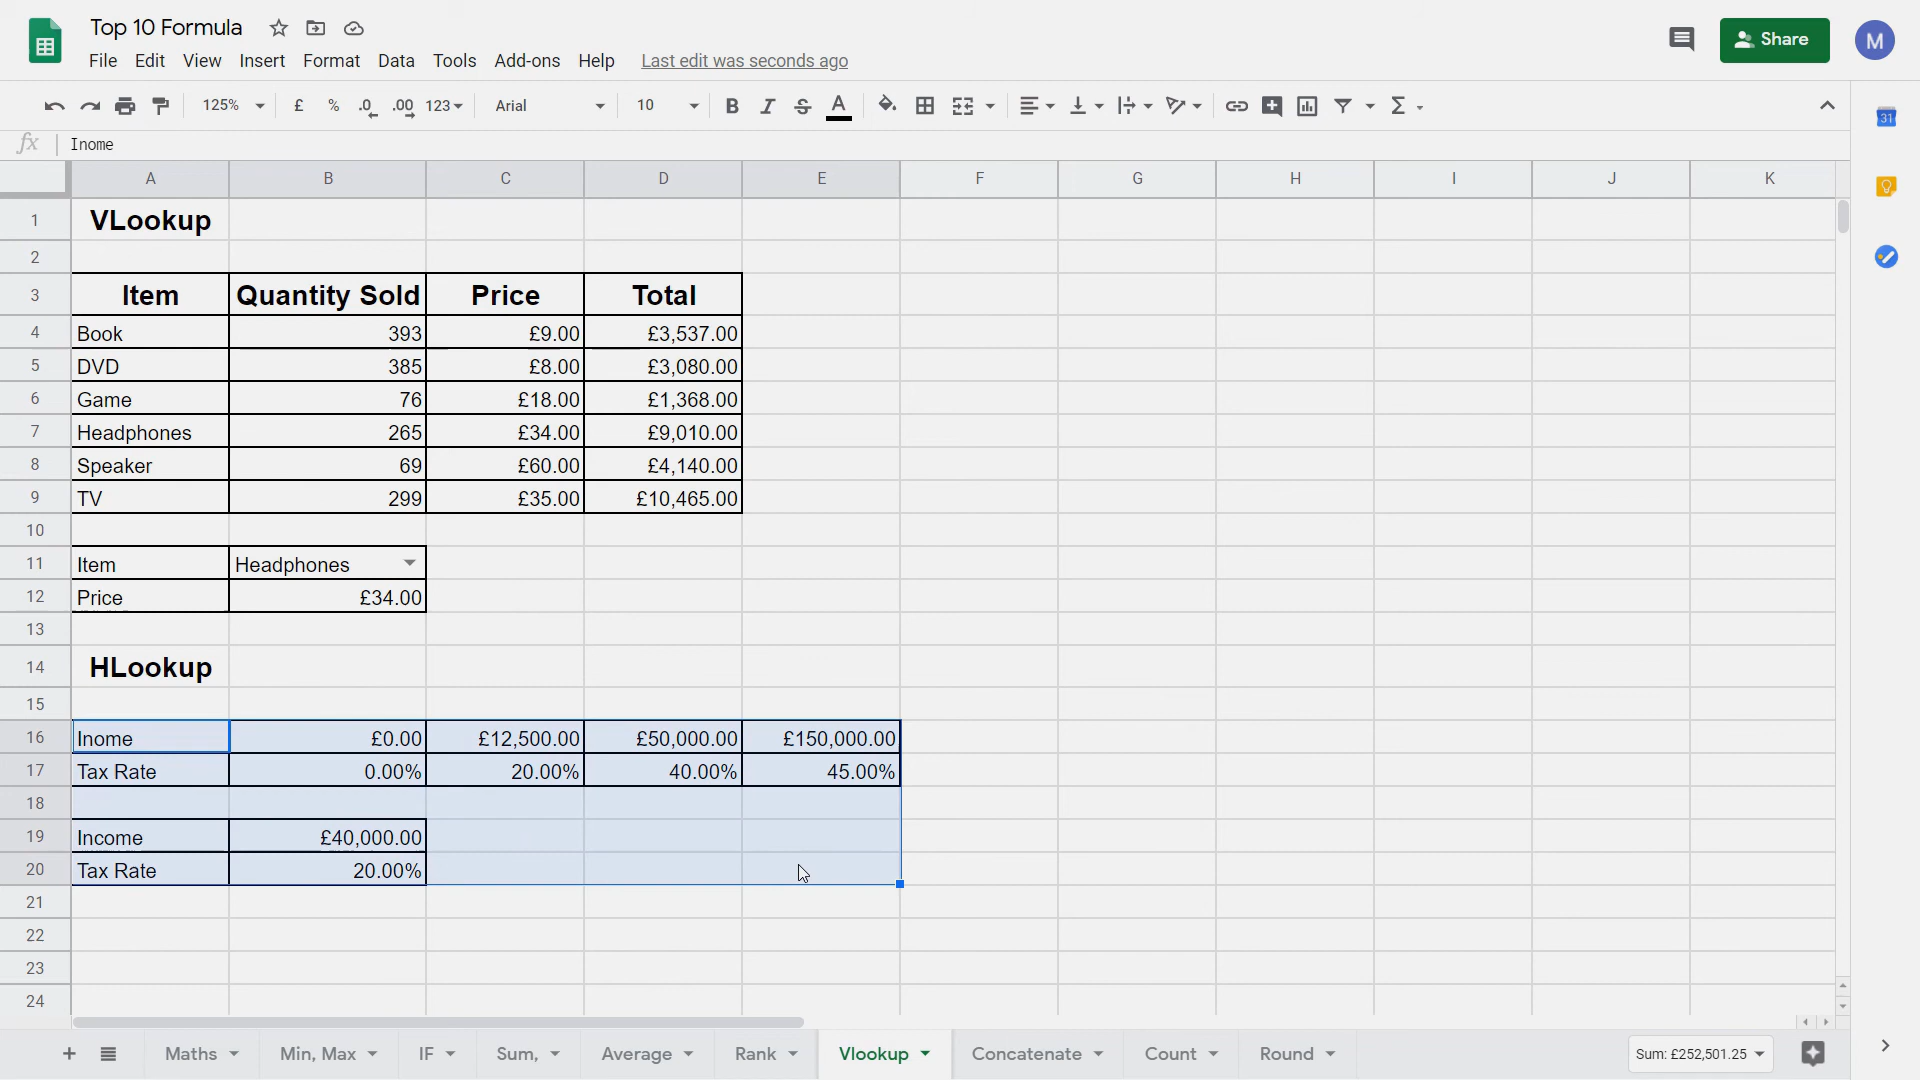 Top 10 Formula
File Edit View Insert Format Data Tools Add-ons Help Last edit was seconds ago
Share
M
125% £ % .0 .00 123 Arial 10 B I S A Σ
31
fx Inome
A B C D E F G H I J K
1 VLookup
2
3 Item Quantity Sold Price Total
4 Book 393 £9.00 £3,537.00
5 DVD 385 £8.00 £3,080.00
6 Game 76 £18.00 £1,368.00
7 Headphones 265 £34.00 £9,010.00
8 Speaker 69 £60.00 £4,140.00
9 TV 299 £35.00 £10,465.00
10
11 Item Headphones
12 Price £34.00
13
14 HLookup
15
16 Inome £0.00 £12,500.00 £50,000.00 £150,000.00
17 Tax Rate 0.00% 20.00% 40.00% 45.00%
18
19 Income £40,000.00
20 Tax Rate 20.00%
21
22
23
24
Maths Min, Max IF Sum, Average Rank Vlookup Concatenate Count Round Sum: £252,501.25